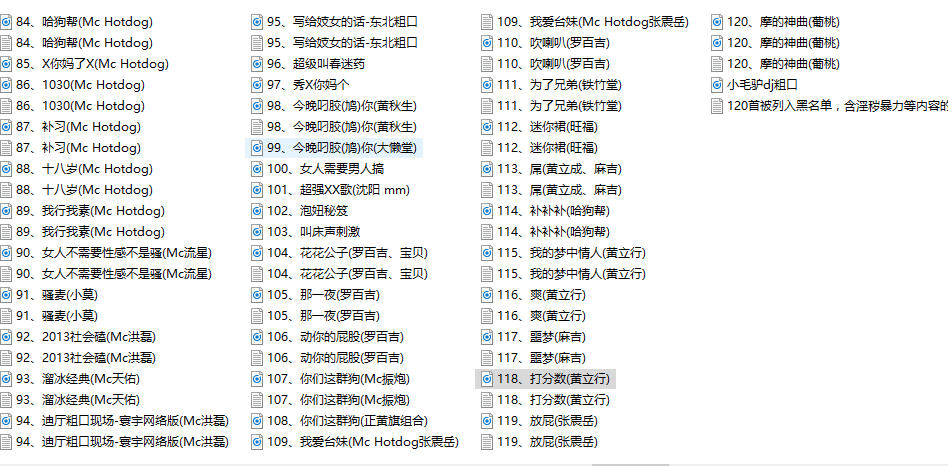 84、哈狗帮(Mc Hotdog)
84、哈狗帮(Mc Hotdog)
85、X你妈了X(Mc Hotdog)
86、1030(Mc Hotdog)
86、1030(Mc Hotdog)
87、补习(Mc Hotdog)
87、补习(Mc Hotdog)
88、十八岁(Mc Hotdog)
88、十八岁(Mc Hotdog)
89、我行我素(Mc Hotdog)
89、我行我素(Mc Hotdog)
90、女人不需要性感不是骚(Mc流星)
90、女人不需要性感不是骚(Mc流星)
91、骚麦(小莫)
91、骚麦(小莫)
92、2013社会磕(Mc洪磊)
92、2013社会磕(Mc洪磊)
93、溜冰经典(Mc天佑)
93、溜冰经典(Mc天佑)
94、迪厅粗口现场-寰宇网络版(Mc洪磊)
94、迪厅粗口现场-寰宇网络版(Mc洪磊)
95、写给妓女的话-东北粗口
95、写给妓女的话-东北粗口
96、超级叫春迷药
97、秀X你妈个
98、今晚叼胶(鸠)你(黄秋生)
98、今晚叼胶(鸠)你(黄秋生)
99、今晚叼胶(鸠)你(大懒堂)
100、女人需要男人搞
101、超强XX歌(沈阳 mm)
102、泡妞秘笈
103、叫床声刺激
104、花花公子(罗百吉、宝贝)
104、花花公子(罗百吉、宝贝)
105、那一夜(罗百吉)
105、那一夜(罗百吉)
106、动你的屁股(罗百吉)
106、动你的屁股(罗百吉)
107、你们这群狗(Mc振炮)
107、你们这群狗(Mc振炮)
108、你们这群狗(正黄旗组合)
109、我爱台妹(Mc Hotdog张震岳)
109、我爱台妹(Mc Hotdog张震岳)
110、吹喇叭(罗百吉)
110、吹喇叭(罗百吉)
111、为了兄弟(铁竹堂)
111、为了兄弟(铁竹堂)
112、迷你裙(旺福)
112、迷你裙(旺福)
113、屌(黄立成、麻吉)
113、屌(黄立成、麻吉)
114、补补补(哈狗帮)
114、补补补(哈狗帮)
115、我的梦中情人(黄立行)
115、我的梦中情人(黄立行)
116、爽(黄立行)
116、爽(黄立行)
117、噩梦(麻吉)
117、噩梦(麻吉)
118、打分数(黄立行)
118、打分数(黄立行)
119、放屁(张震岳)
119、放屁(张震岳)
120、摩的神曲(葡桃)
120、摩的神曲(葡桃)
120、摩的神曲(葡桃)
小毛驴dj粗口
120首被列入黑名单，含淫秽暴力等内容的